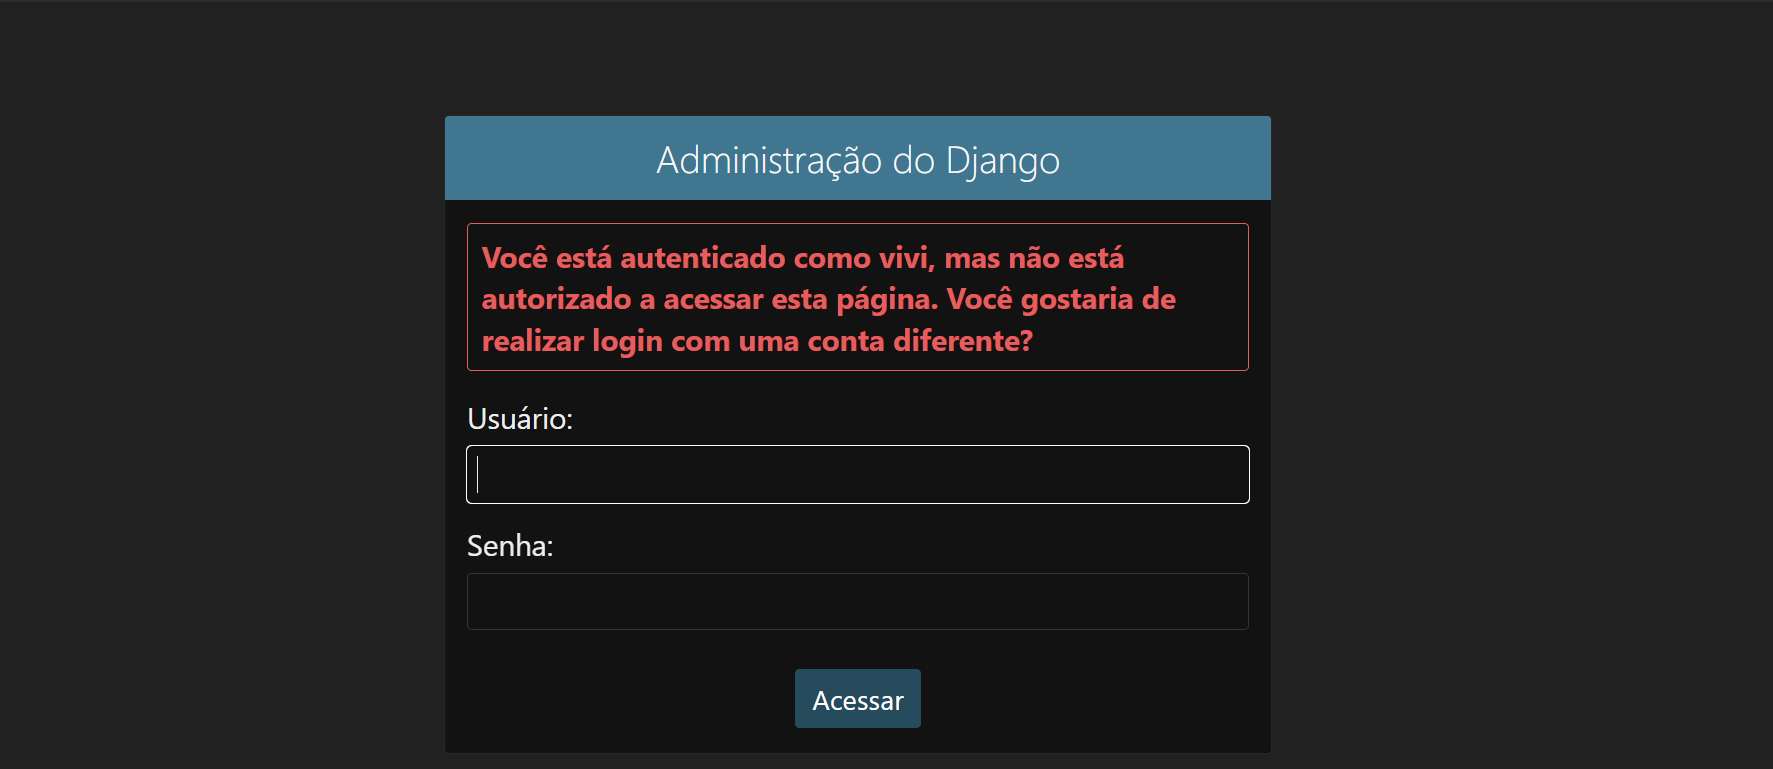 Administração do Django
Você está autenticado como vivi, mas não está
autorizado a acessar esta página. Você gostaria de
realizar login com uma conta diferente?
Usuário:
Senha:
Acessar